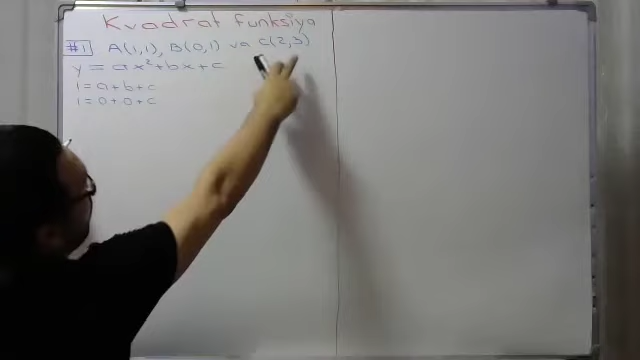 Kvadrat funksiya
#1 A(1,1), B(0,1) va C(2,3)
y = ax²+bx+c
1=a+b+c
1=0+0+c